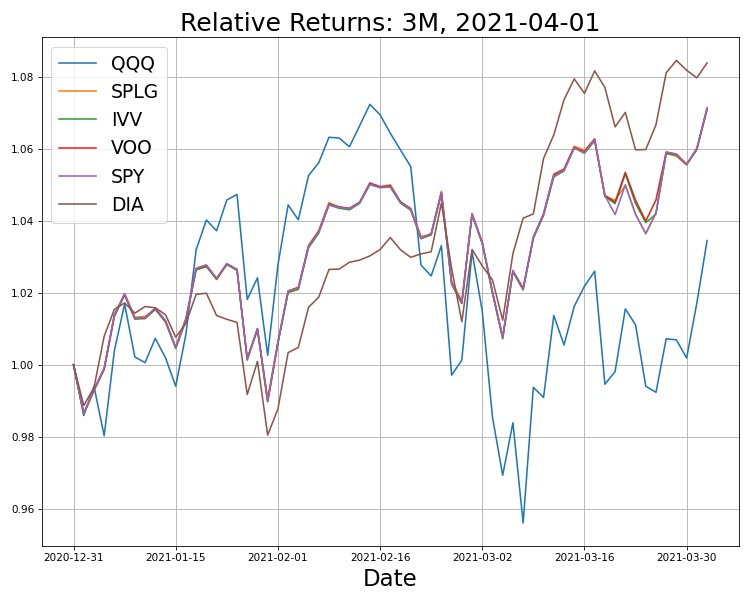 Relative Returns: 3M, 2021-04-01
QQQ
SPLG
IVV
VOO
SPY
DIA
1.08
1.06
1.04
1.02
1.00
0.98
0.96
2020-12-31 2021-01-15 2021-02-01 2021-02-16 2021-03-02 2021-03-16 2021-03-30
Date